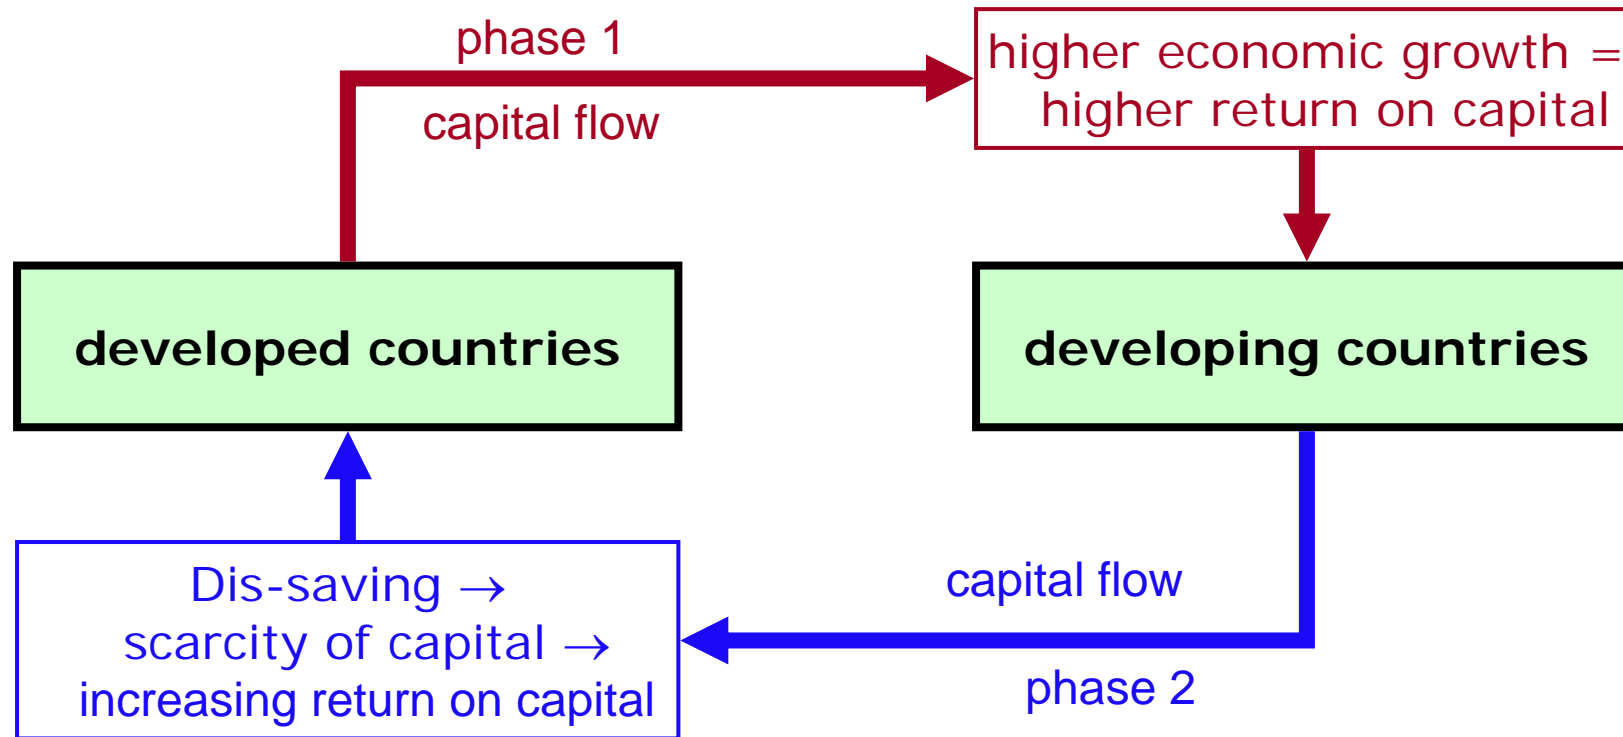 phase 1
capital flow
higher economic growth =
higher return on capital
developed countries
developing countries
Dis-saving →
scarcity of capital →
increasing return on capital
capital flow
phase 2